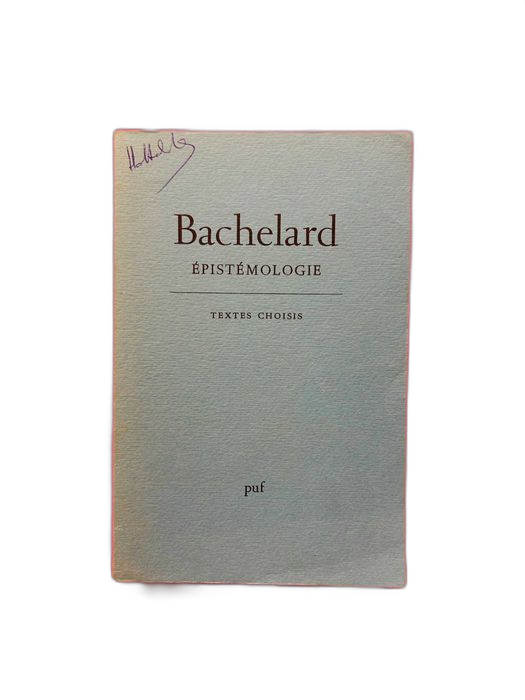 Bachelard
ÉPISTÉMOLOGIE
TEXTES CHOISIS
puf